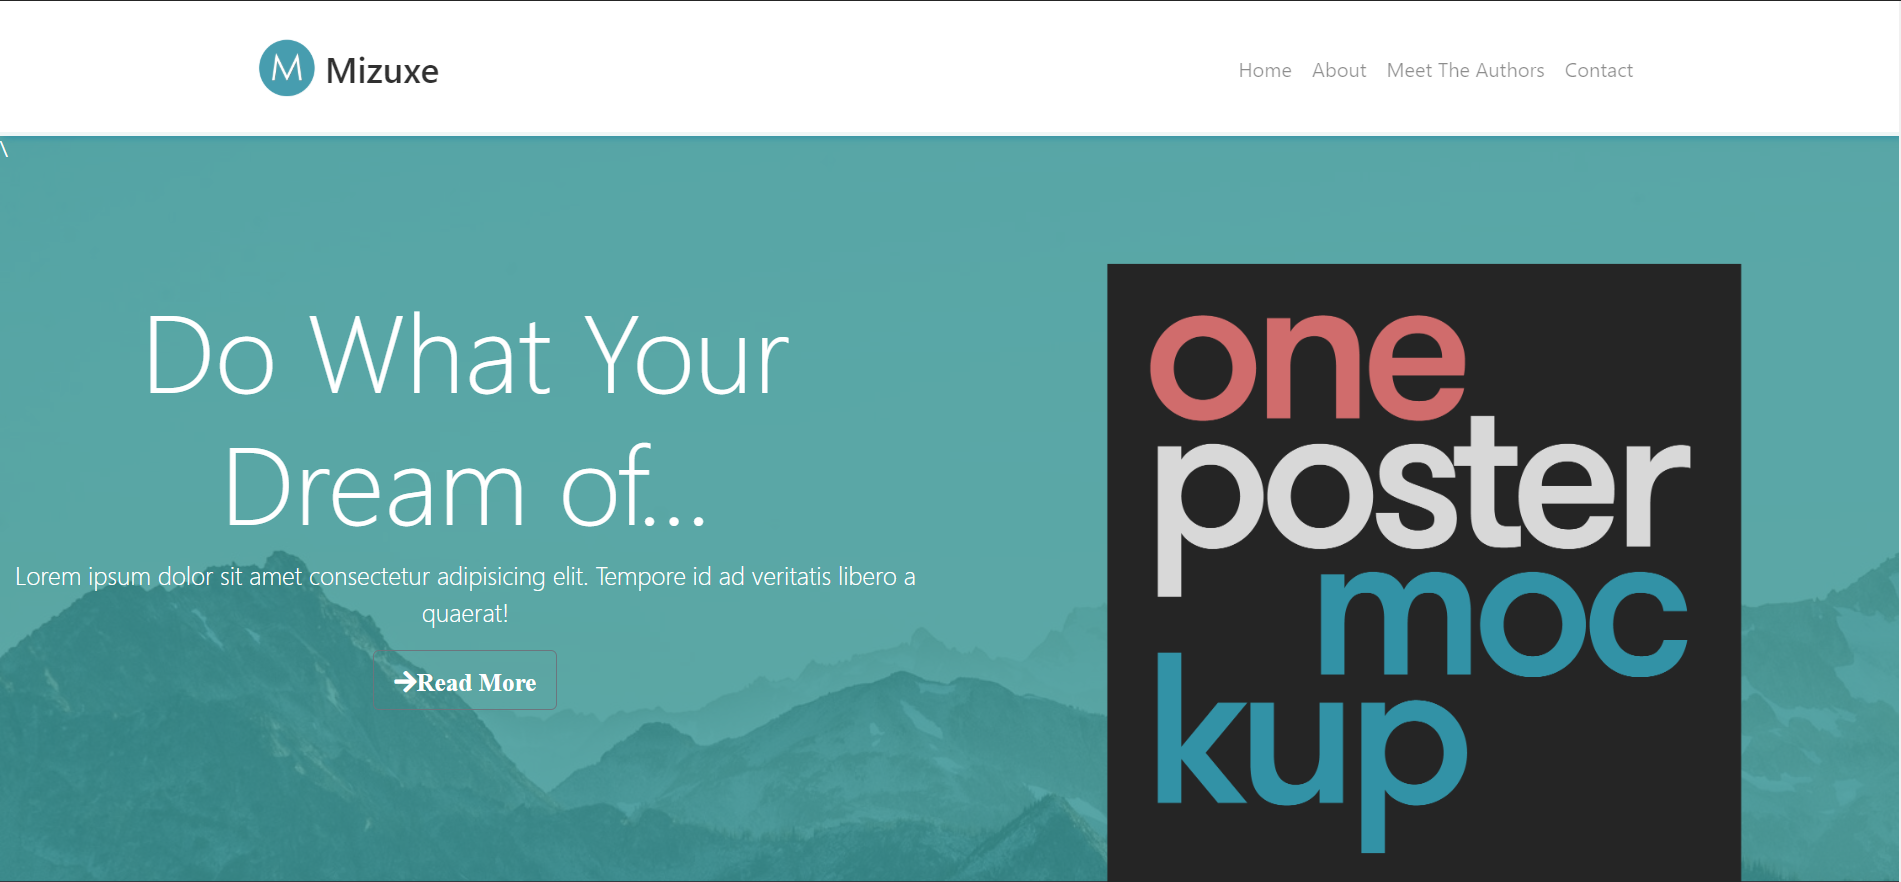 M Mizuxe
Home About Meet The Authors Contact
\
Do What Your
Dream of...
Lorem ipsum dolor sit amet consectetur adipisicing elit. Tempore id ad veritatis libero a
quaerat!
Read More
one
poster
moc
kup